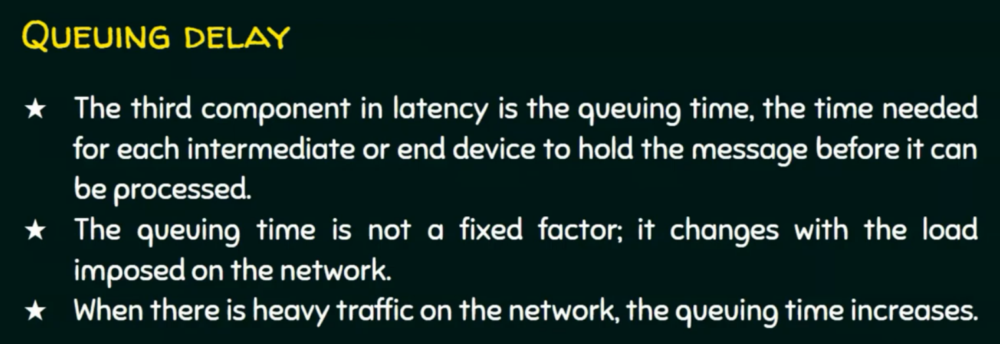 QUEUING DELAY
★ The third component in latency is the queuing time, the time needed
for each intermediate or end device to hold the message before it can
be processed.
★ The queuing time is not a fixed factor; it changes with the load
imposed on the network.
★ When there is heavy traffic on the network, the queuing time increases.